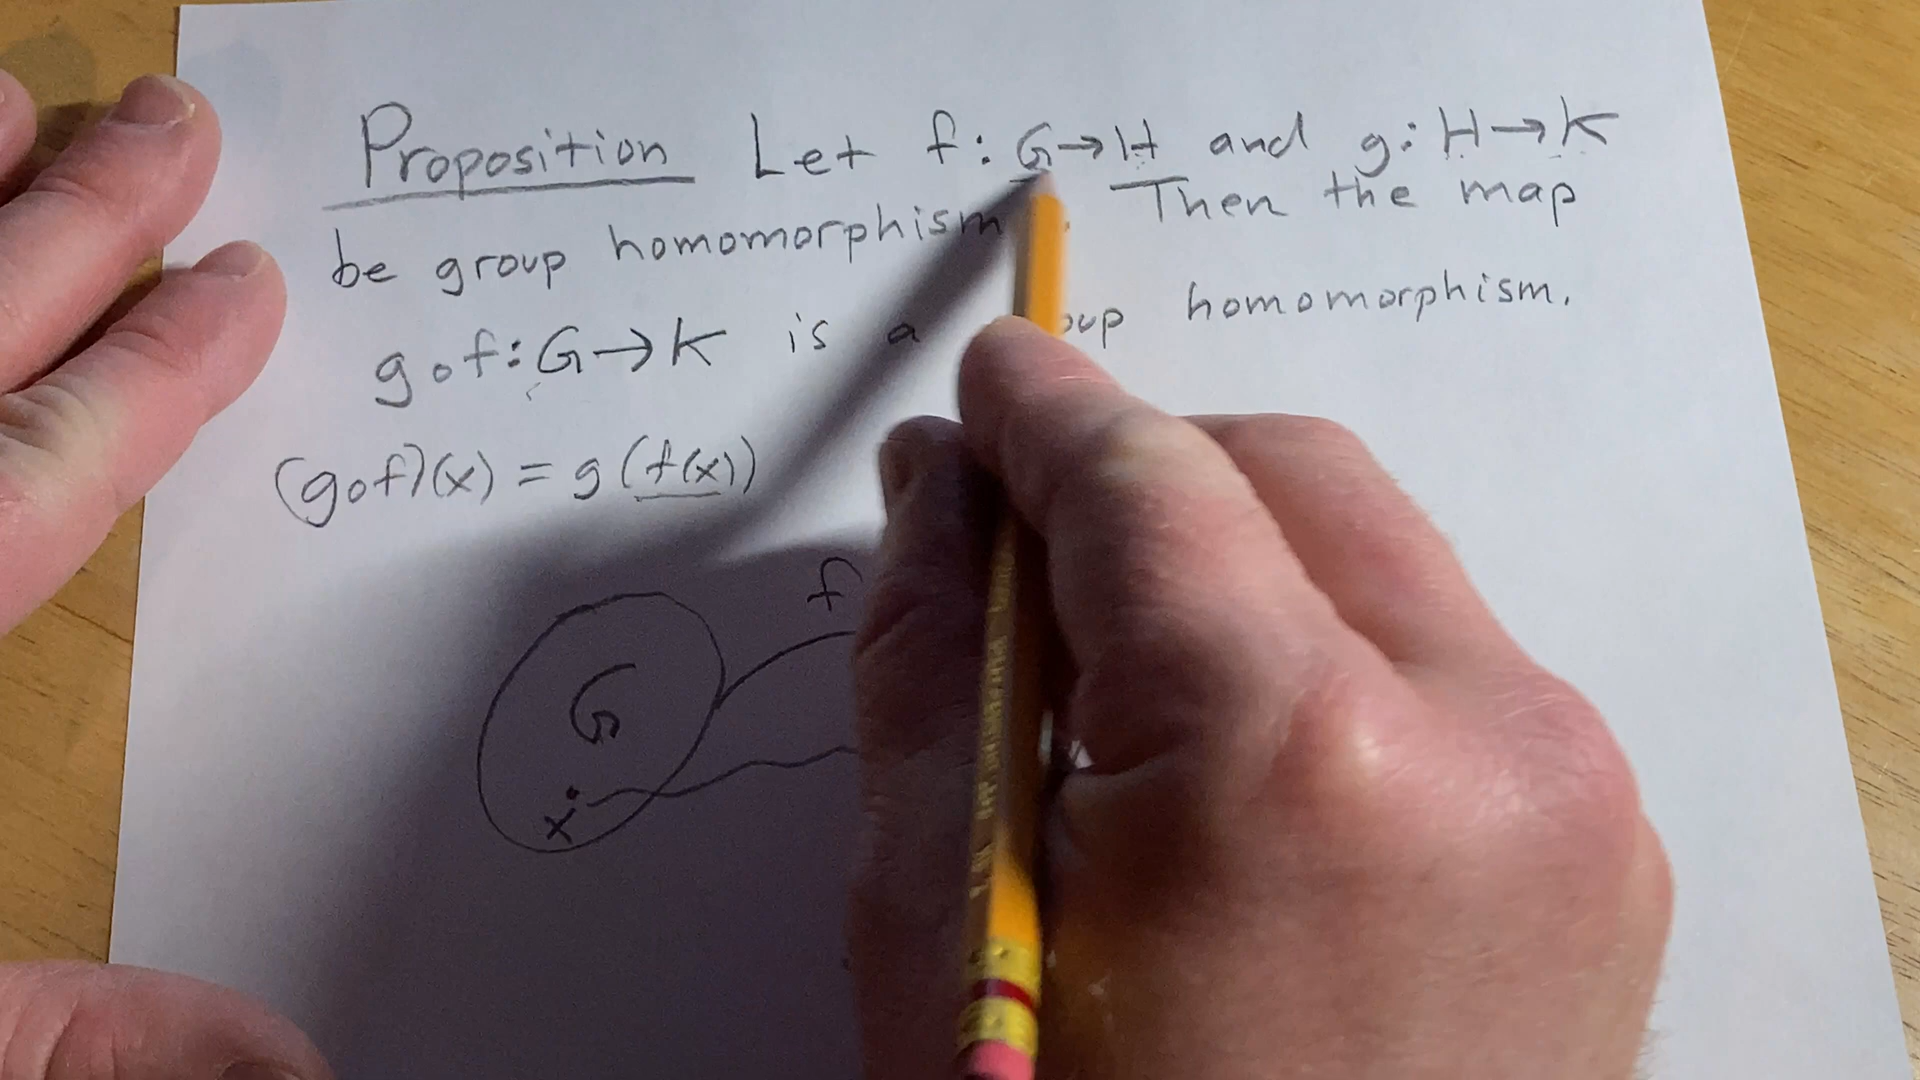 Proposition Let f: G→H and g: H→K
be group homomorphism . Then the map
g∘f: G→K is a homomorphism.
(g∘f)(x) = g(f(x))
f
G
x